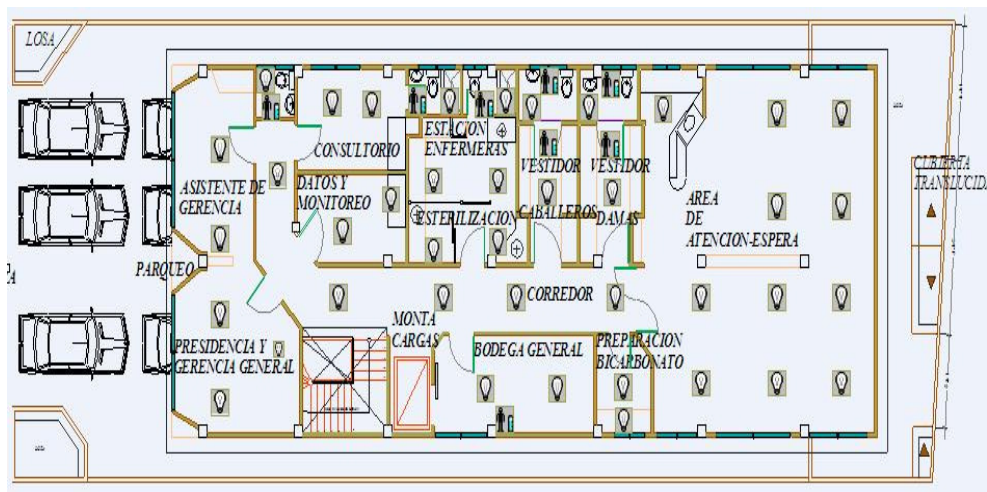 LOSA
CONSULTORIO
ESTACION
ENFERMERAS
VESTIDOR
VESTIDOR
CUBIERTA
TRANSLUCIDA
ASISTENTE DE
GERENCIA
DATOS Y
MONITOREO
AREA
DE
ATENCION-ESPERA
ESTERILIZACION
CABALLEROS
DAMAS
PARQUEO
CORREDOR
MONTA
CARGAS
PRESIDENCIA Y
GERENCIA GENERAL
BODEGA GENERAL
PREPARACION
BICARBONATO